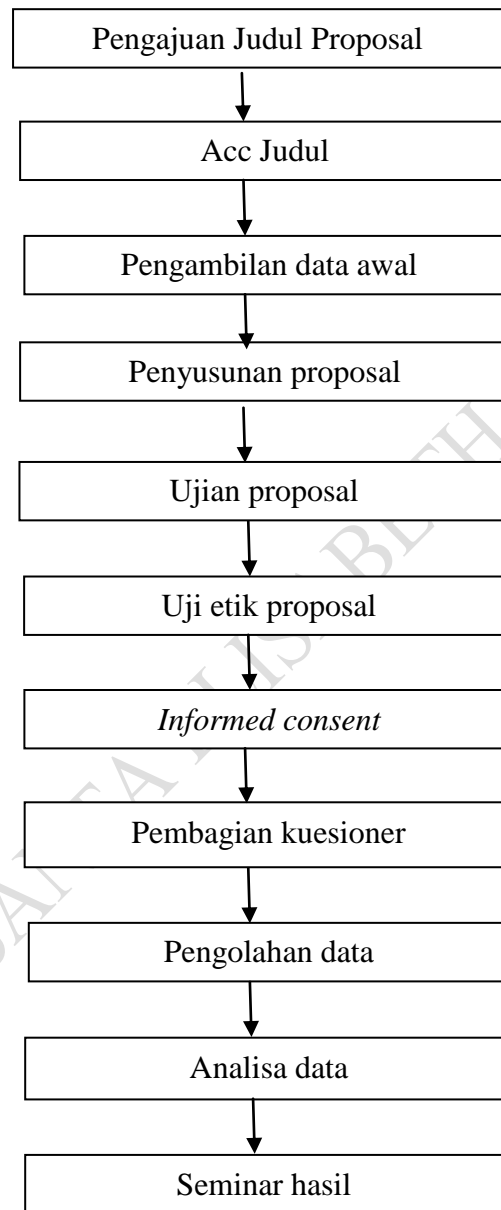 Pengajuan Judul Proposal
Acc Judul
Pengambilan data awal
Penyusunan proposal
Ujian proposal
Uji etik proposal
Informed consent
Pembagian kuesioner
Pengolahan data
Analisa data
Seminar hasil